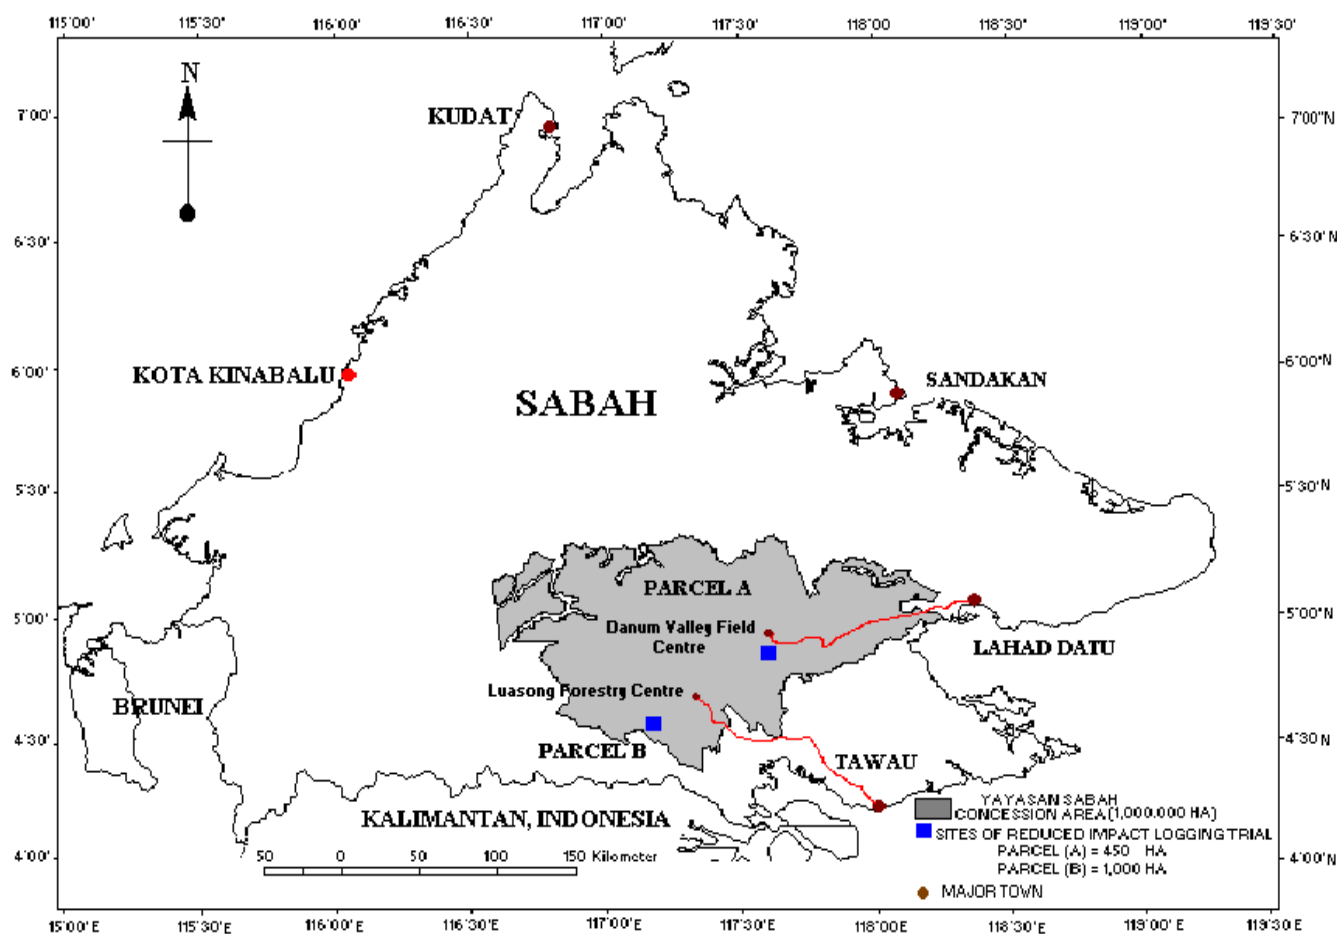 115'00' 115'30' 116'00' 116'30' 117'00' 117'30' 118'00' 118'30' 119'00' 119'30'
N
7'00' 7'00''N
KUDAT
6'30' 6'30'N
6'00' 6'00'N
KOTA KINABALU
SANDAKAN
SABAH
5'30' 5'30'N
PARCEL A
5'00' 5'00'N
Danum Valley Field
Centre
LAHAD DATU
Luasong Forestry Centre
BRUNEI
4'30' 4'30'N
PARCEL B
TAWAU
KALIMANTAN, INDONESIA
YAYASAN SABAH
CONCESSION AREA(1,000.000 HA)
SITES OF REDUCED IMPACT LOGGING TRIAL
PARCEL (A) = 450 HA
PARCEL (B) = 1,000 HA
MAJOR TOWN
4'00' 4'00'N
50 0 50 100 150 Kilometer
115'00'E 115'30'E 116'00'E 116'30'E 117'00'E 117'30'E 118'00'E 118'30'E 119'00'E 119'30'E